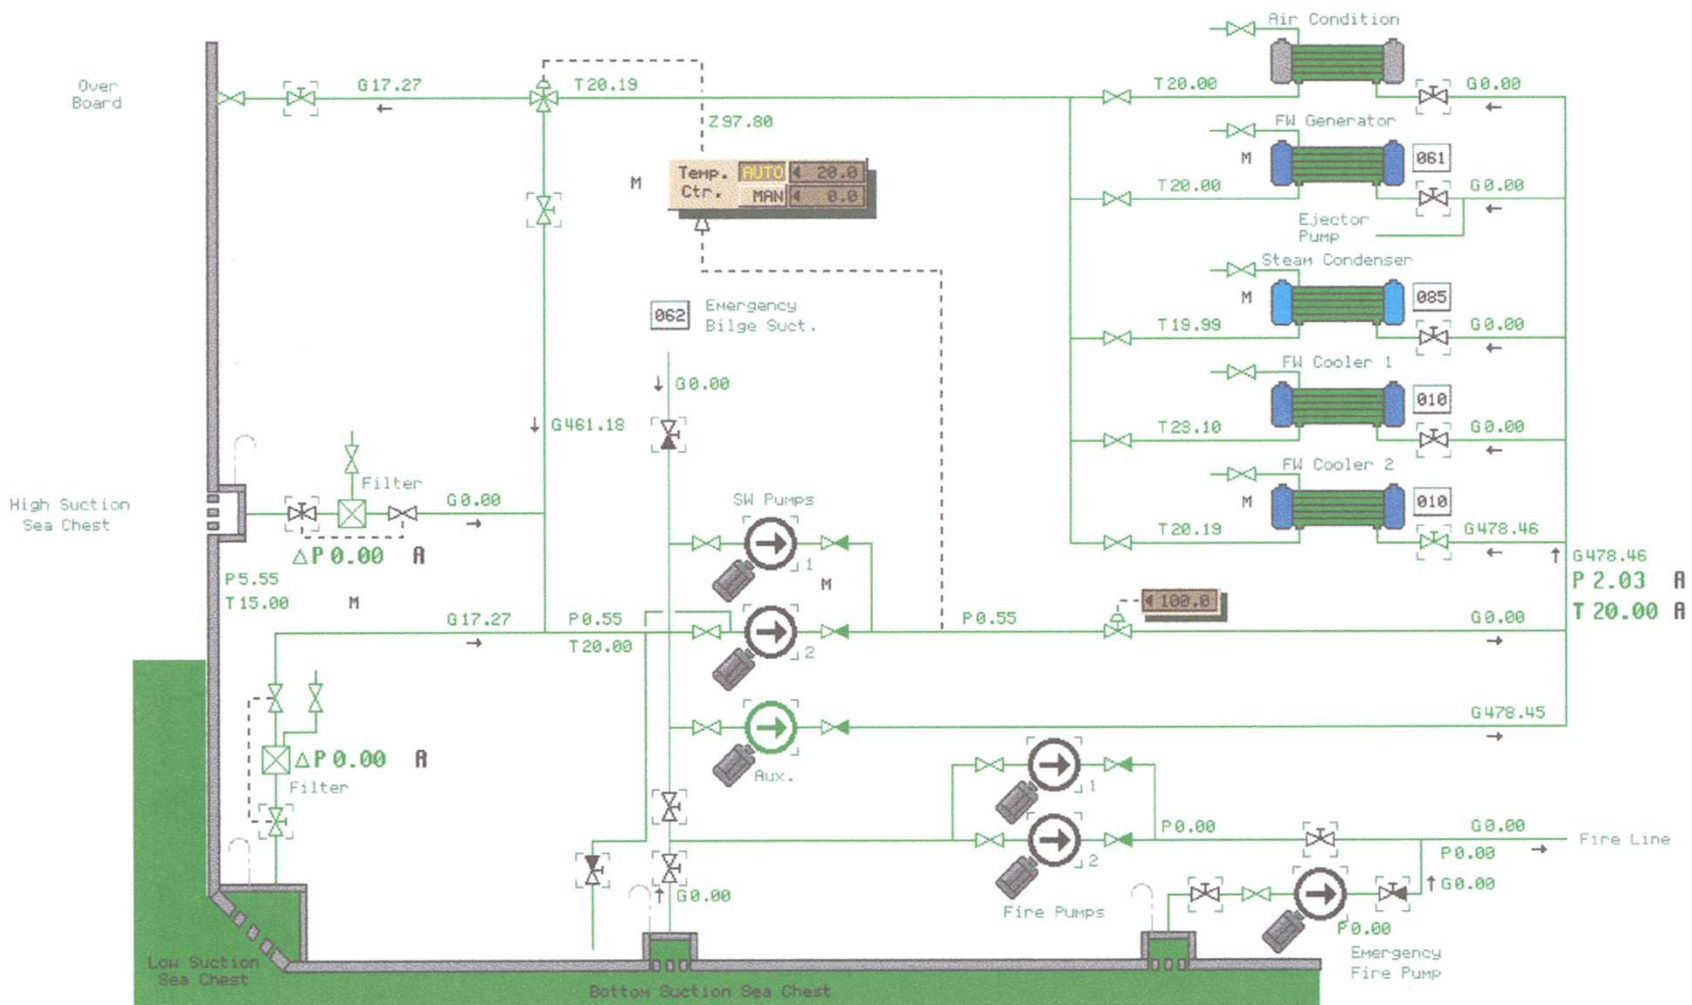 Air Condition
Over
Board
G17.27
T20.19
Z97.80
T20.00
G0.00
FW Generator
M
061
T20.00
G0.00
Ejector
Pump
Temp.
Ctr.
AUTO
20.0
MAN
0.0
M
Steam Condenser
M
085
T19.99
G0.00
062
Emergency
Bilge Suct.
G0.00
FW Cooler 1
010
T23.10
G0.00
G461.18
FW Cooler 2
M
010
T20.19
G478.46
High Suction
Sea Chest
Filter
G0.00
△P0.00 A
SW Pumps
1
M
2
G478.46
P2.03 A
T20.00 A
P5.55
T15.00
M
G17.27
P0.55
T20.00
P0.55
100.0
G0.00
△P0.00 A
Filter
Aux.
G478.45
1
2
P0.00
G0.00
Fire Line
P0.00
G0.00
G0.00
Fire Pumps
P0.00
Emergency
Fire Pump
Low Suction
Sea Chest
Bottom Suction Sea Chest